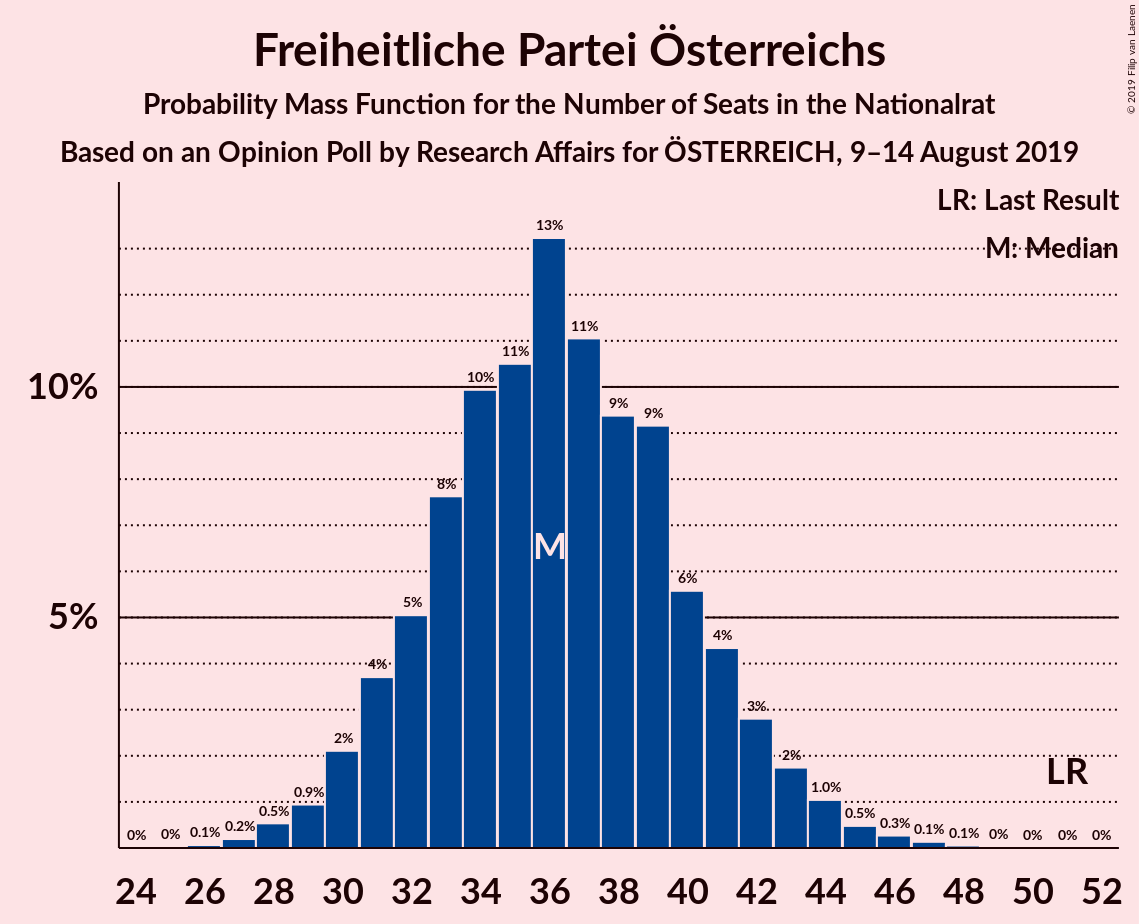 Freiheitliche Partei Österreichs
Probability Mass Function for the Number of Seats in the Nationalrat
Based on an Opinion Poll by Research Affairs for ÖSTERREICH, 9–14 August 2019
© 2019 Filip van Laenen
LR: Last Result
M: Median
10%
5%
0% 0% 0.1% 0.2% 0.5% 0.9% 2% 4% 5% 8% 10% 11% 13% 11% 9% 9% 6% 4% 3% 2% 1.0% 0.5% 0.3% 0.1% 0.1% 0% 0% 0% 0%
M
LR
24 26 28 30 32 34 36 38 40 42 44 46 48 50 52